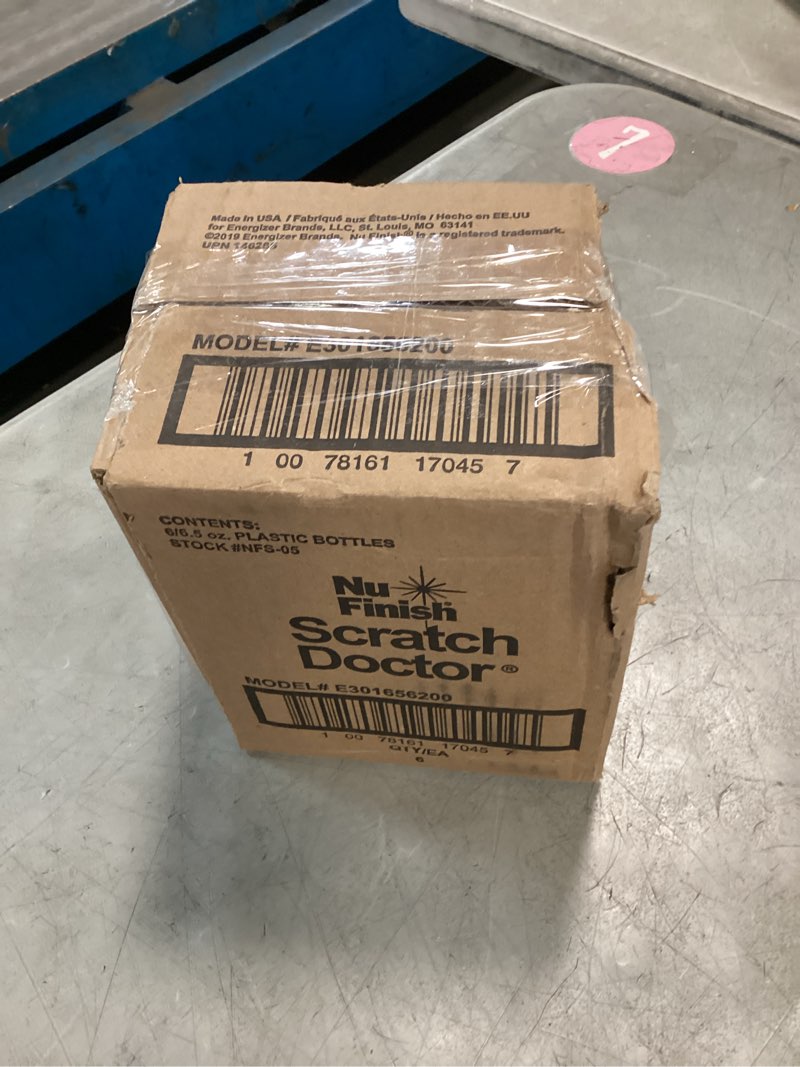 7
Made in USA / Fabriqué aux États-Unis / Hecho en EE.UU
for Energizer Brands, LLC, St. Louis, MO 63141
©2019 Energizer Brands, Nu Finish® is a registered trademark.
UPN
MODEL# E301656200
1 00 78161 17045 7
CONTENTS:
6/6.5 oz. PLASTIC BOTTLES
STOCK #NFS-05
Nu
Finish®
Scratch
Doctor®
MODEL# E301656200
1 00 78161 17045 7
QTY/EA
6